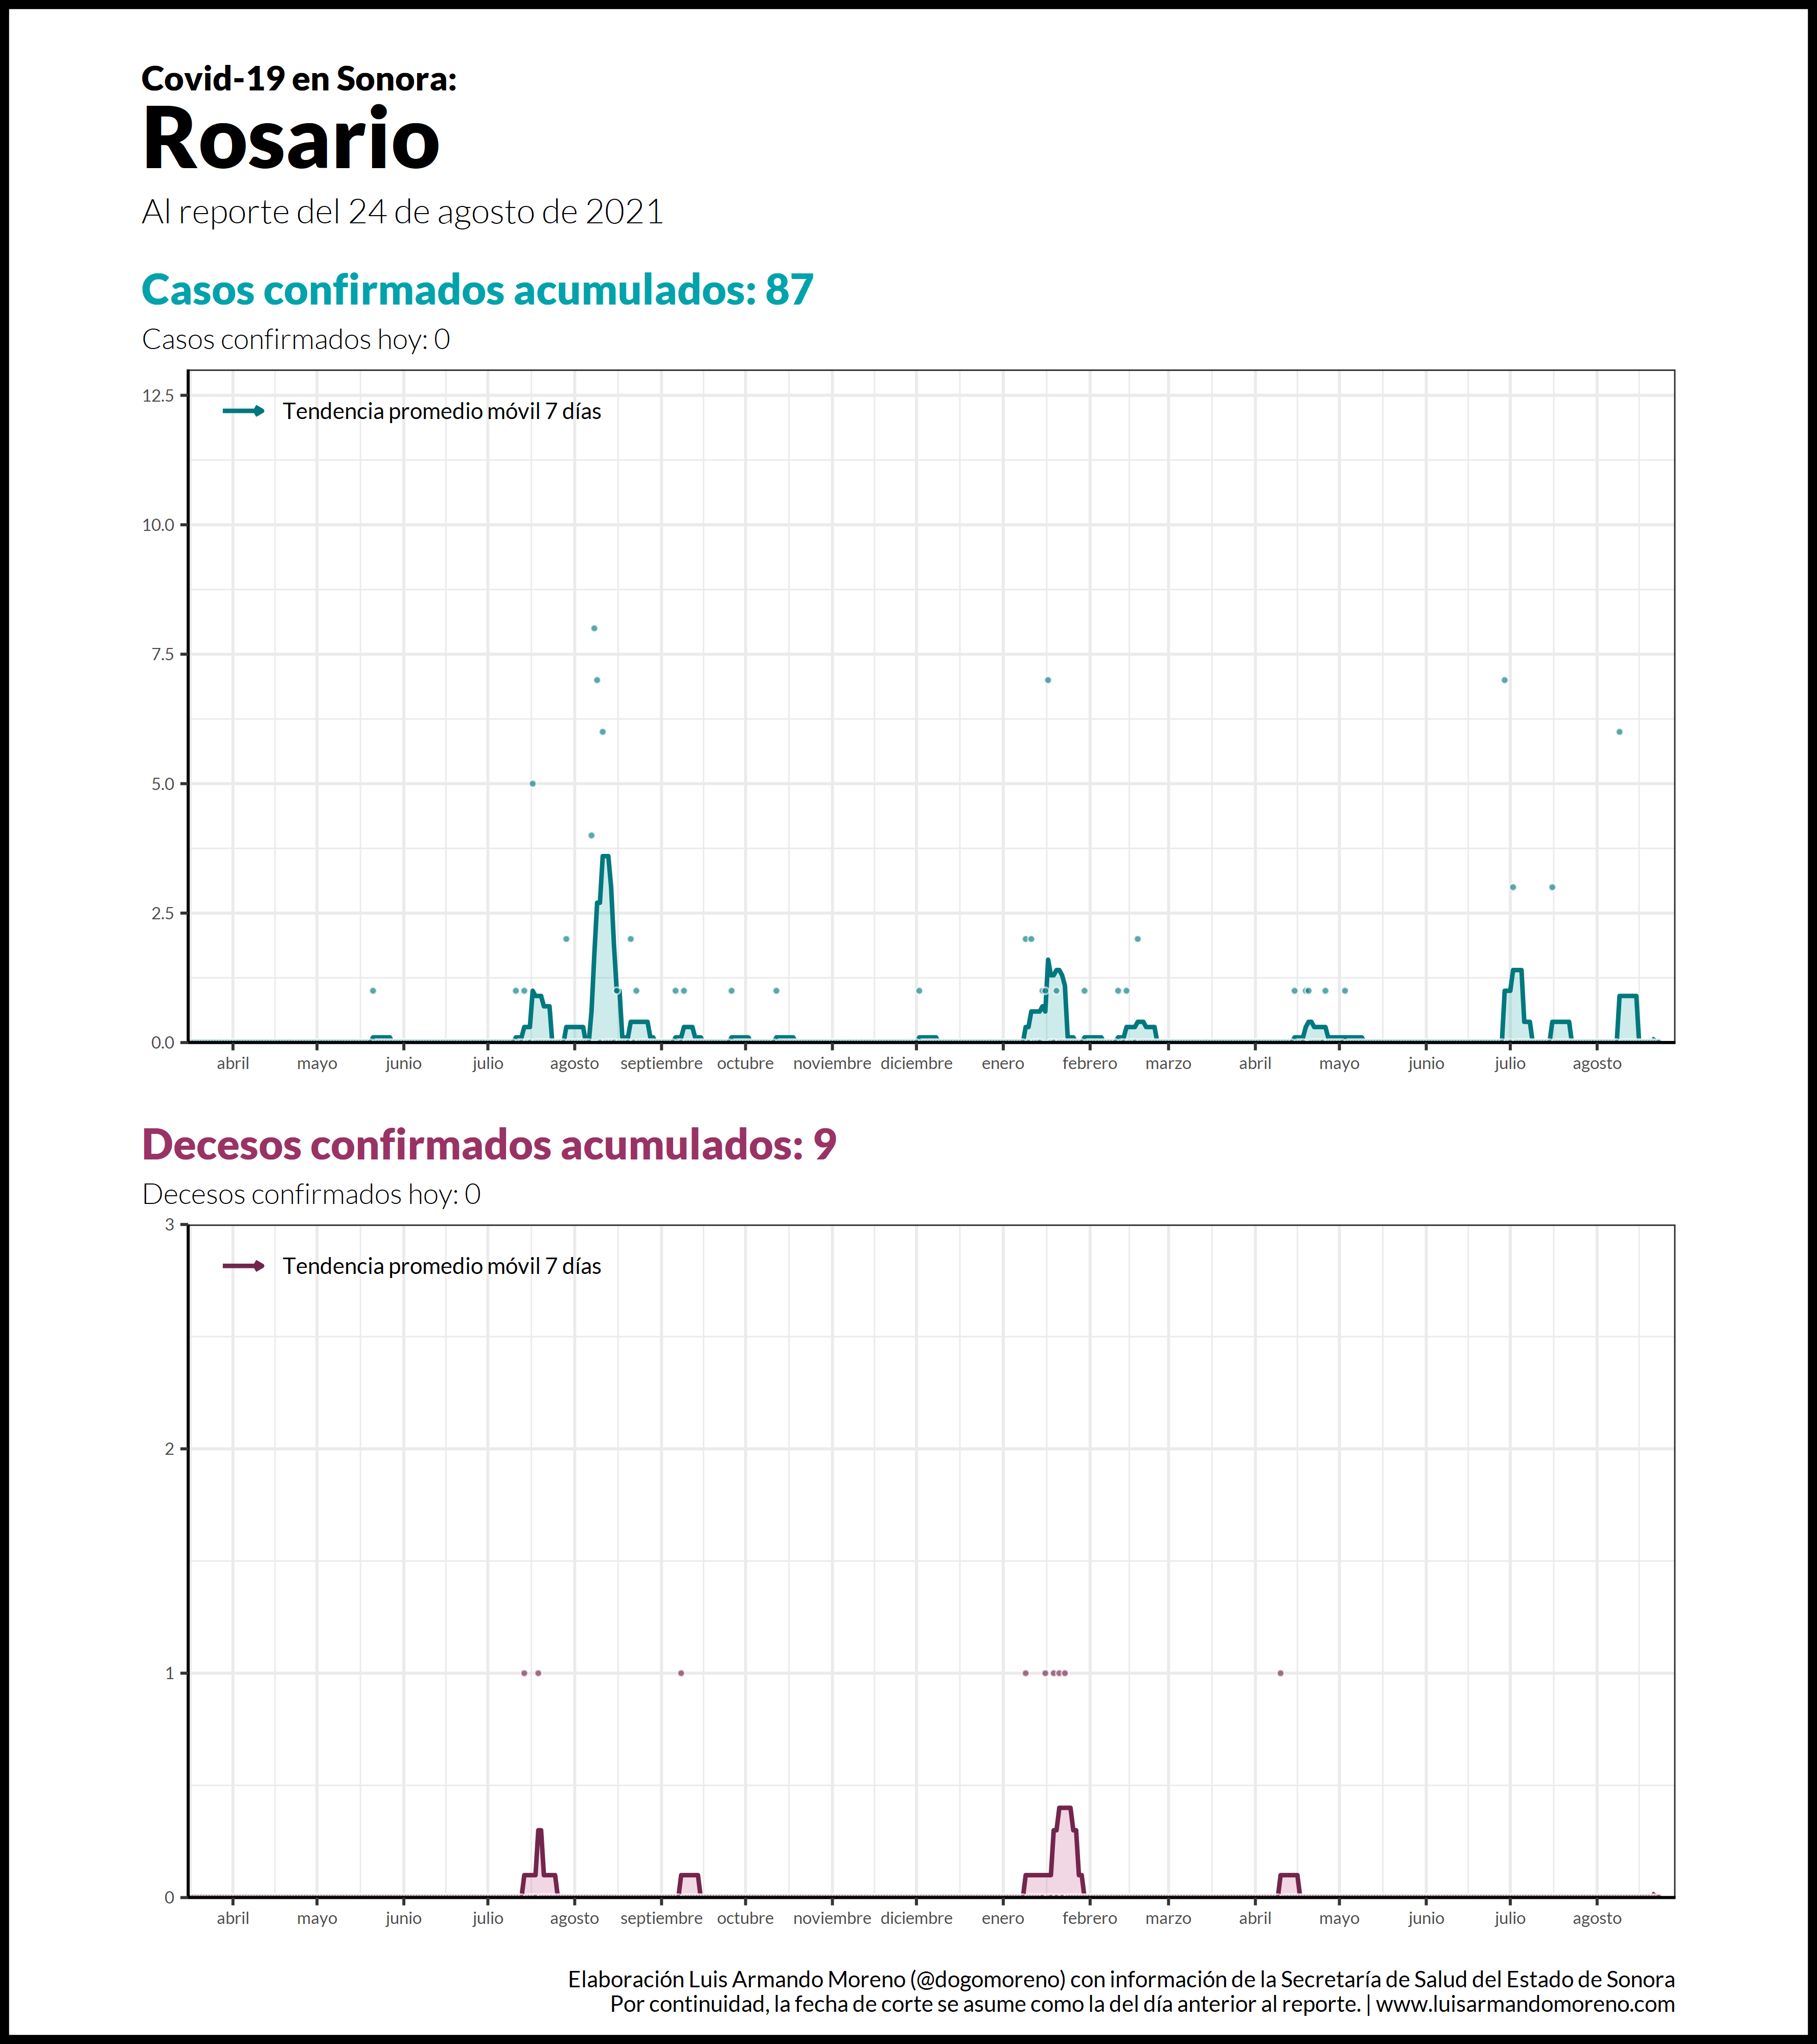 Covid-19 en Sonora:
Rosario
Al reporte del 24 de agosto de 2021
Casos confirmados acumulados: 87
Casos confirmados hoy: 0
12.5
Tendencia promedio móvil 7 días
10.0
7.5
5.0
2.5
0.0
abril mayo junio julio agosto septiembre octubre noviembre diciembre enero febrero marzo abril mayo junio julio agosto
Decesos confirmados acumulados: 9
Decesos confirmados hoy: 0
3
Tendencia promedio móvil 7 días
2
1
0
abril mayo junio julio agosto septiembre octubre noviembre diciembre enero febrero marzo abril mayo junio julio agosto
Elaboración Luis Armando Moreno (@dogomoreno) con información de la Secretaría de Salud del Estado de Sonora
Por continuidad, la fecha de corte se asume como la del día anterior al reporte. | www.luisarmandomoreno.com